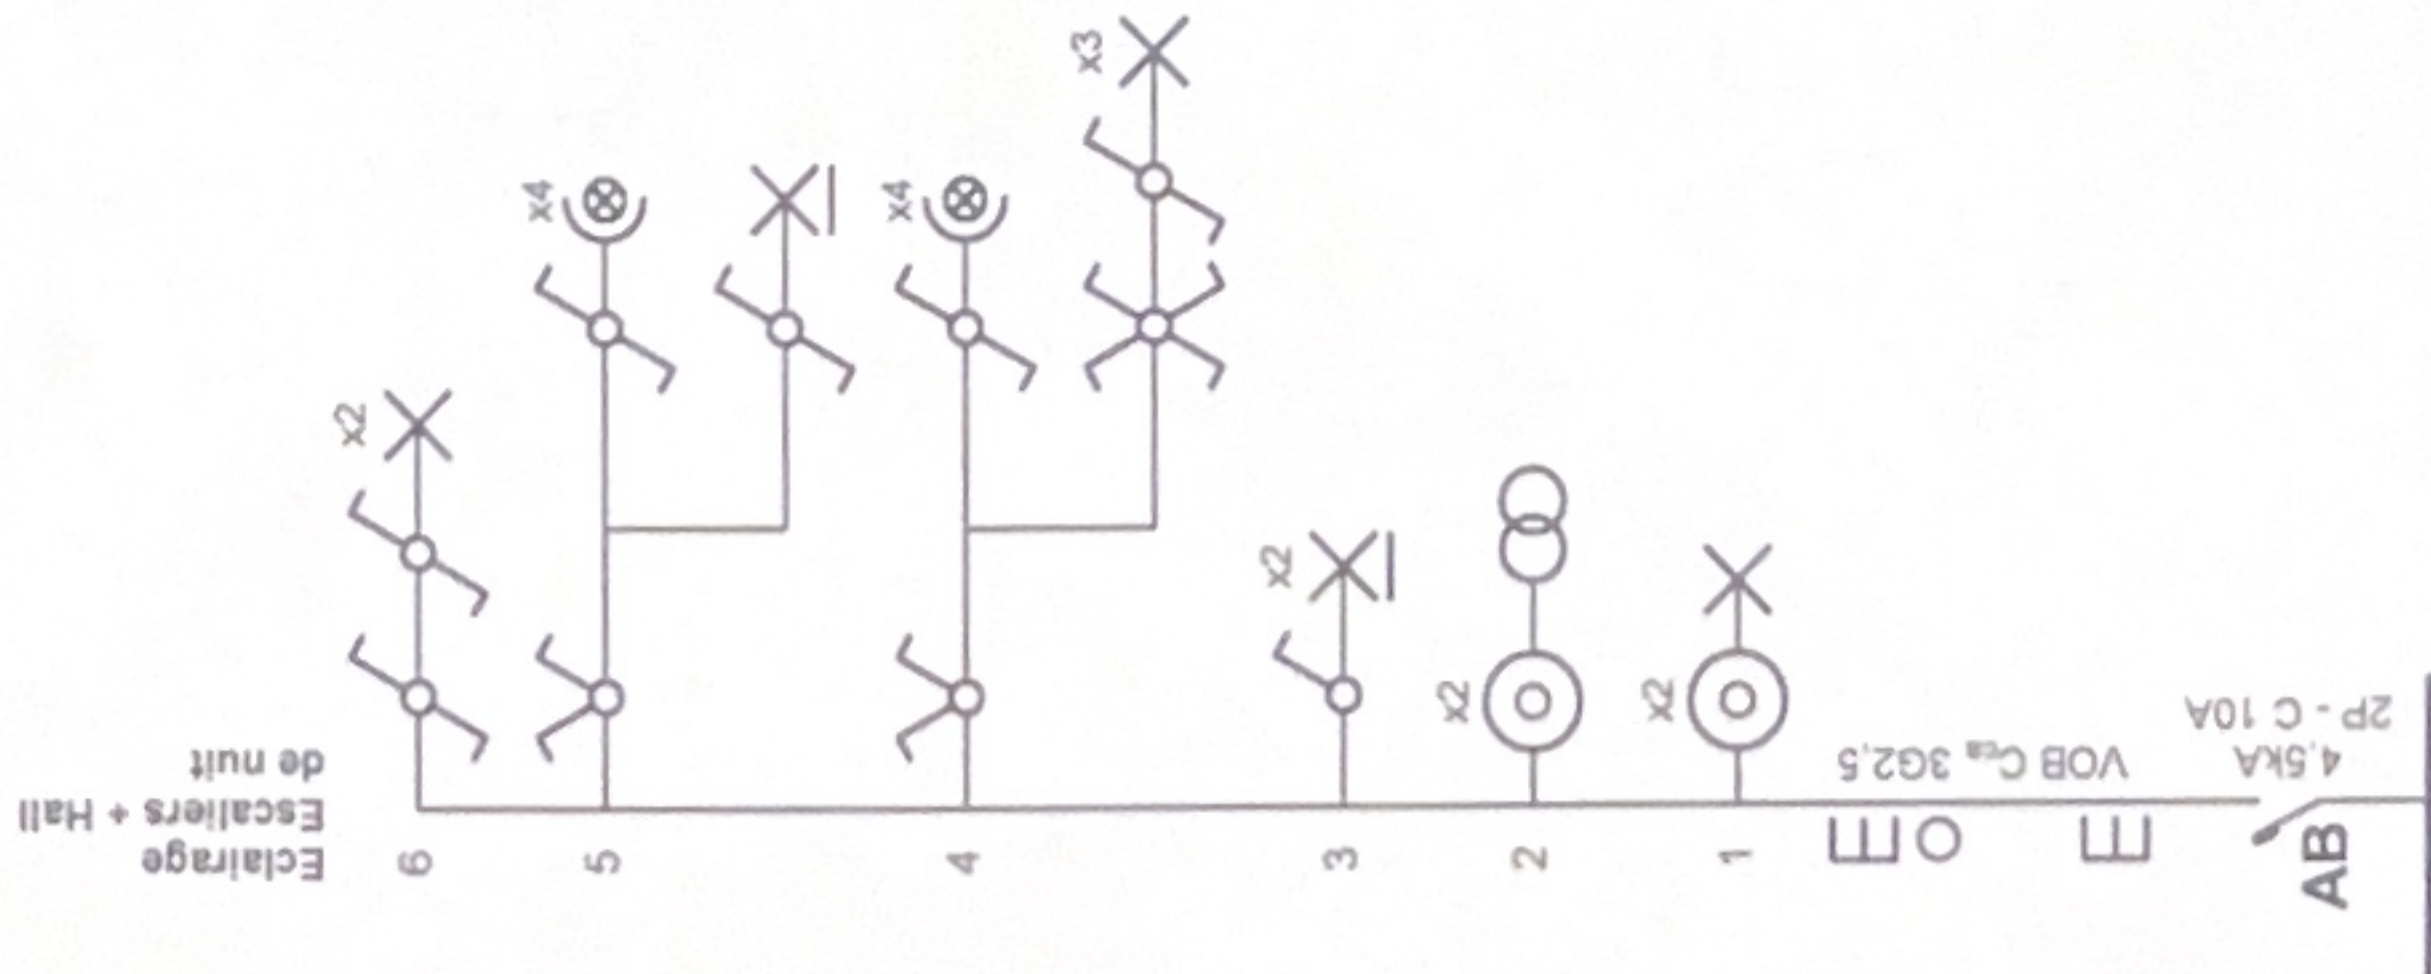 Eclairage
Escaliers + Hall
de nuit
6
x2
5
x4
4
x4
x3
3
x2
2
x2
1
x2
VOB Cca 3G2,5
4,5kA
2P - C 10A
AB